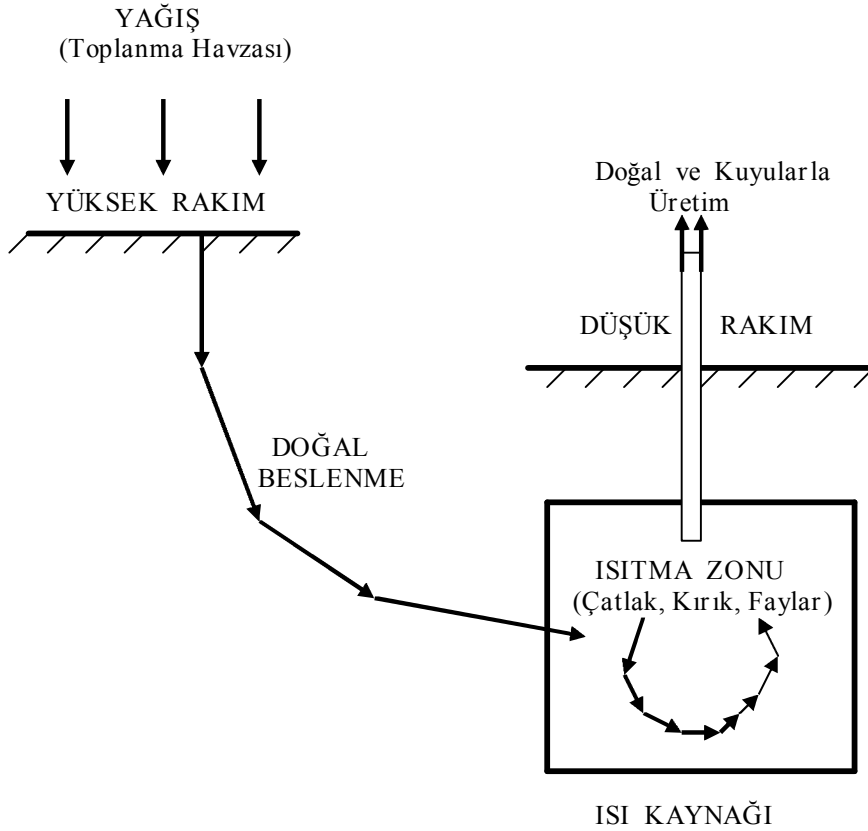 YAĞIŞ
(Toplanma Havzası)
YÜKSEK RAKIM
Doğal ve Kuyularla
Üretim
DÜŞÜK RAKIM
DOĞAL
BESLENME
ISITMA ZONU
(Çatlak, Kırık, Faylar)
ISI KAYNAĞI